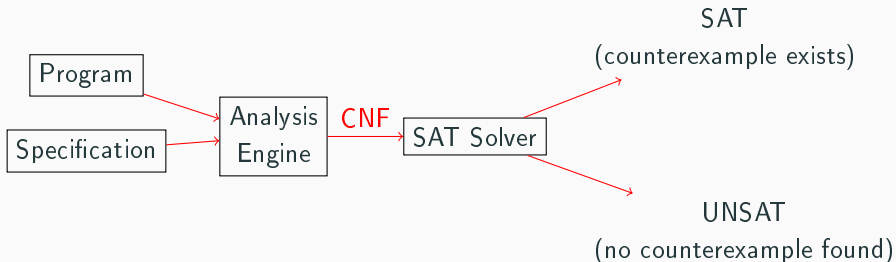 Program
Specification
Analysis
Engine
CNF
SAT Solver
SAT
(counterexample exists)
UNSAT
(no counterexample found)